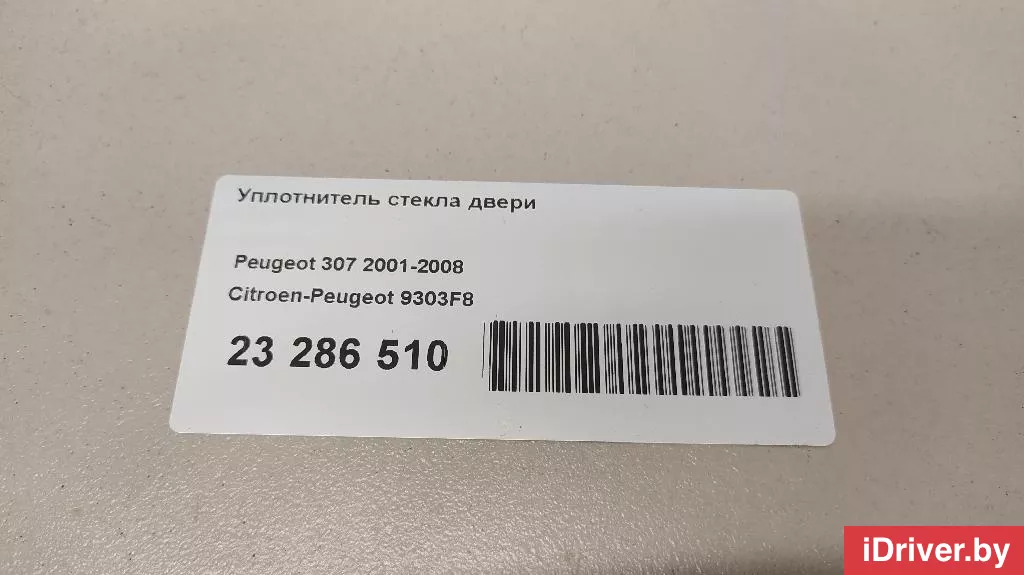 Уплотнитель стекла двери
Peugeot 307 2001-2008
Citroen-Peugeot 9303F8
23 286 510
iDriver.by